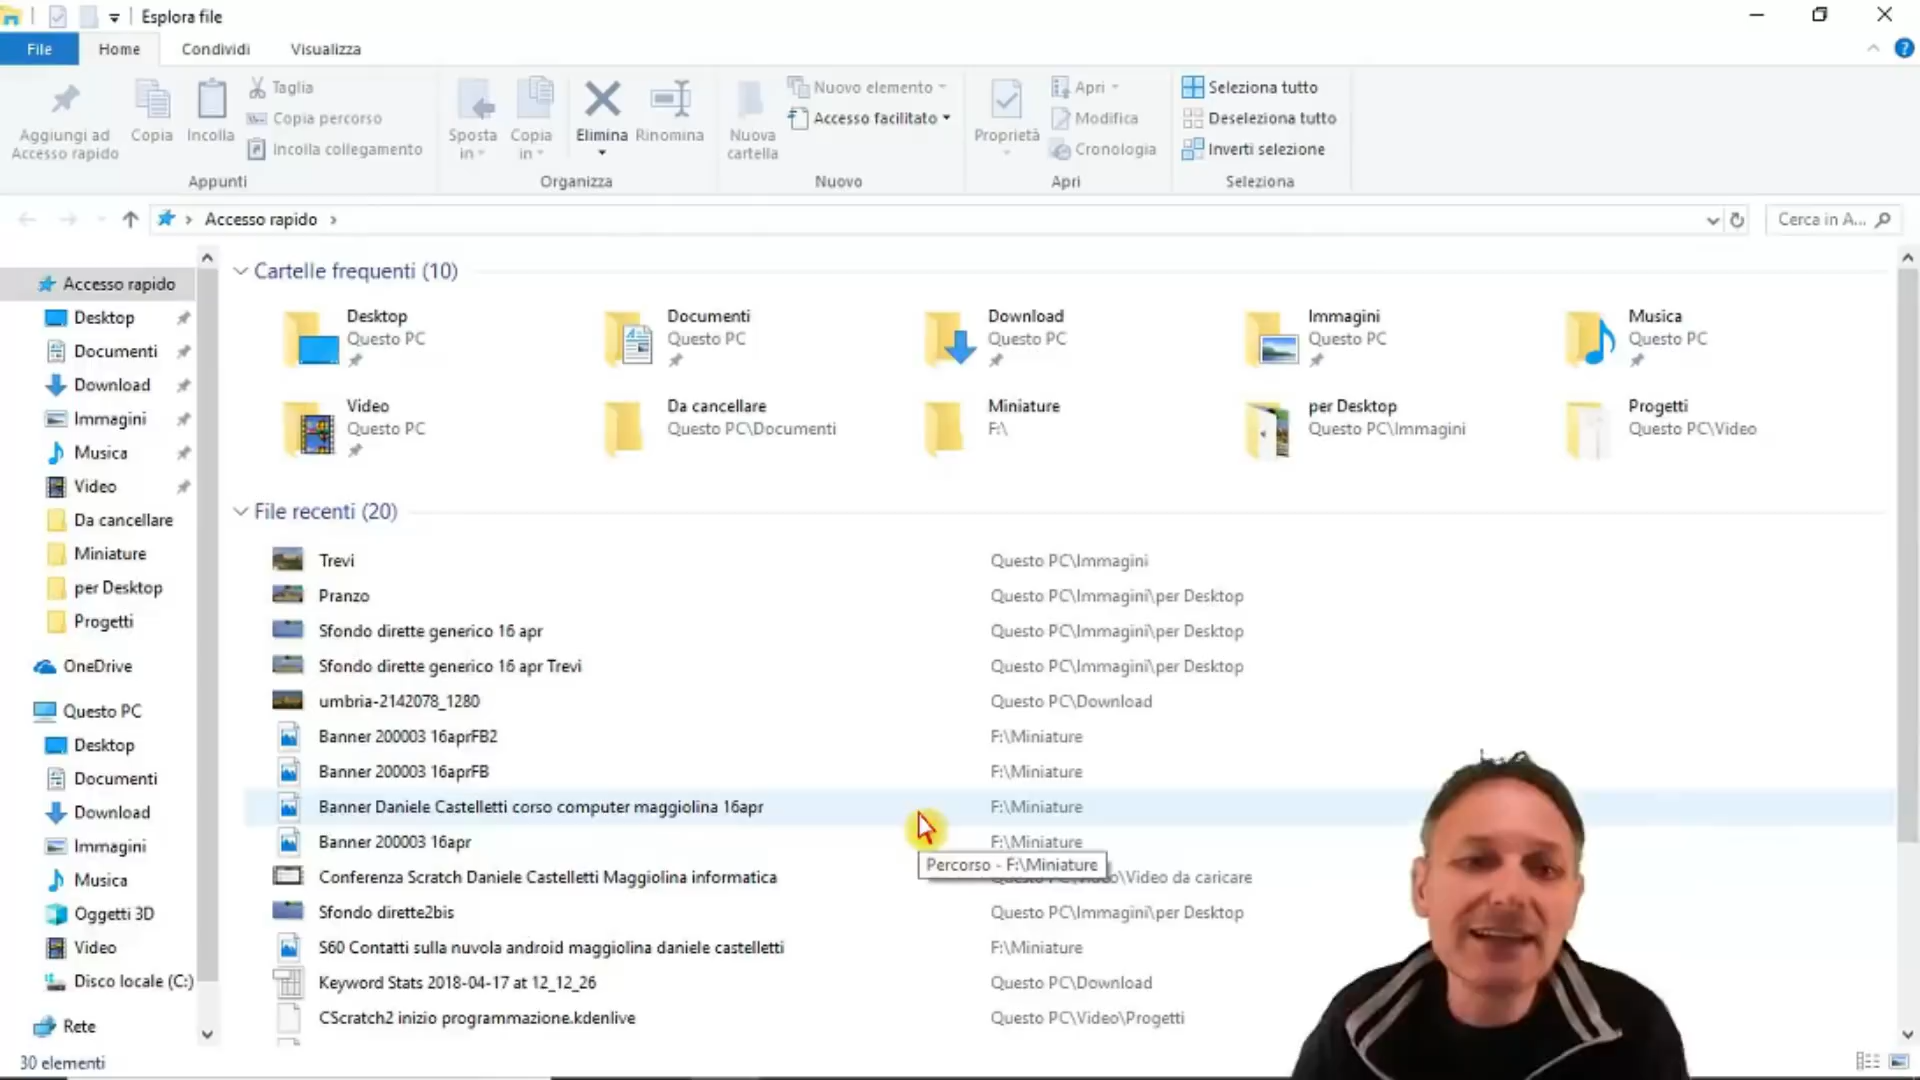 Esplora file
File Home Condividi Visualizza
Aggiungi ad Accesso rapido
Copia
Incolla
Taglia
Copia percorso
Incolla collegamento
Appunti
Sposta in
Copia in
Elimina
Rinomina
Organizza
Nuova cartella
Nuovo elemento
Accesso facilitato
Nuovo
Proprietà
Apri
Modifica
Cronologia
Apri
Seleziona tutto
Deseleziona tutto
Inverti selezione
Seleziona
Accesso rapido
Cerca in A...
Accesso rapido
Desktop
Documenti
Download
Immagini
Musica
Video
Da cancellare
Miniature
per Desktop
Progetti
OneDrive
Questo PC
Desktop
Documenti
Download
Immagini
Musica
Oggetti 3D
Video
Disco locale (C:)
Rete
Cartelle frequenti (10)
Desktop
Questo PC
Documenti
Questo PC
Download
Questo PC
Immagini
Questo PC
Musica
Questo PC
Video
Questo PC
Da cancellare
Questo PC\Documenti
Miniature
F:\
per Desktop
Questo PC\Immagini
Progetti
Questo PC\Video
File recenti (20)
Trevi Questo PC\Immagini
Pranzo Questo PC\Immagini\per Desktop
Sfondo dirette generico 16 apr Questo PC\Immagini\per Desktop
Sfondo dirette generico 16 apr Trevi Questo PC\Immagini\per Desktop
umbria-2142078_1280 Questo PC\Download
Banner 200003 16aprFB2 F:\Miniature
Banner 200003 16aprFB F:\Miniature
Banner Daniele Castelletti corso computer maggiolina 16apr F:\Miniature
Banner 200003 16apr F:\Miniature
Percorso - F:\Miniature
Conferenza Scratch Daniele Castelletti Maggiolina informatica Questo PC\Video\Video da caricare
Sfondo dirette2bis Questo PC\Immagini\per Desktop
S60 Contatti sulla nuvola android maggiolina daniele castelletti F:\Miniature
Keyword Stats 2018-04-17 at 12_12_26 Questo PC\Download
CScratch2 inizio programmazione.kdenlive Questo PC\Video\Progetti
30 elementi